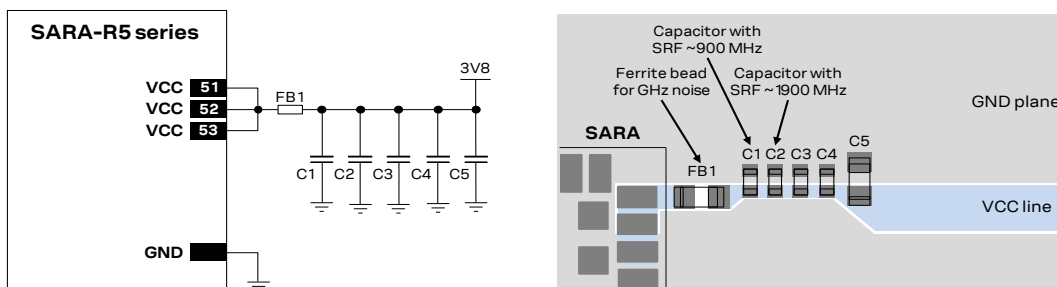 SARA-R5 series
VCC 51
VCC 52
VCC 53
GND
FB1
3V8
C1 C2 C3 C4 C5
Capacitor with
SRF ~900 MHz
Ferrite bead
for GHz noise
Capacitor with
SRF ~1900 MHz
GND plane
SARA
FB1
C1 C2 C3 C4
C5
VCC line